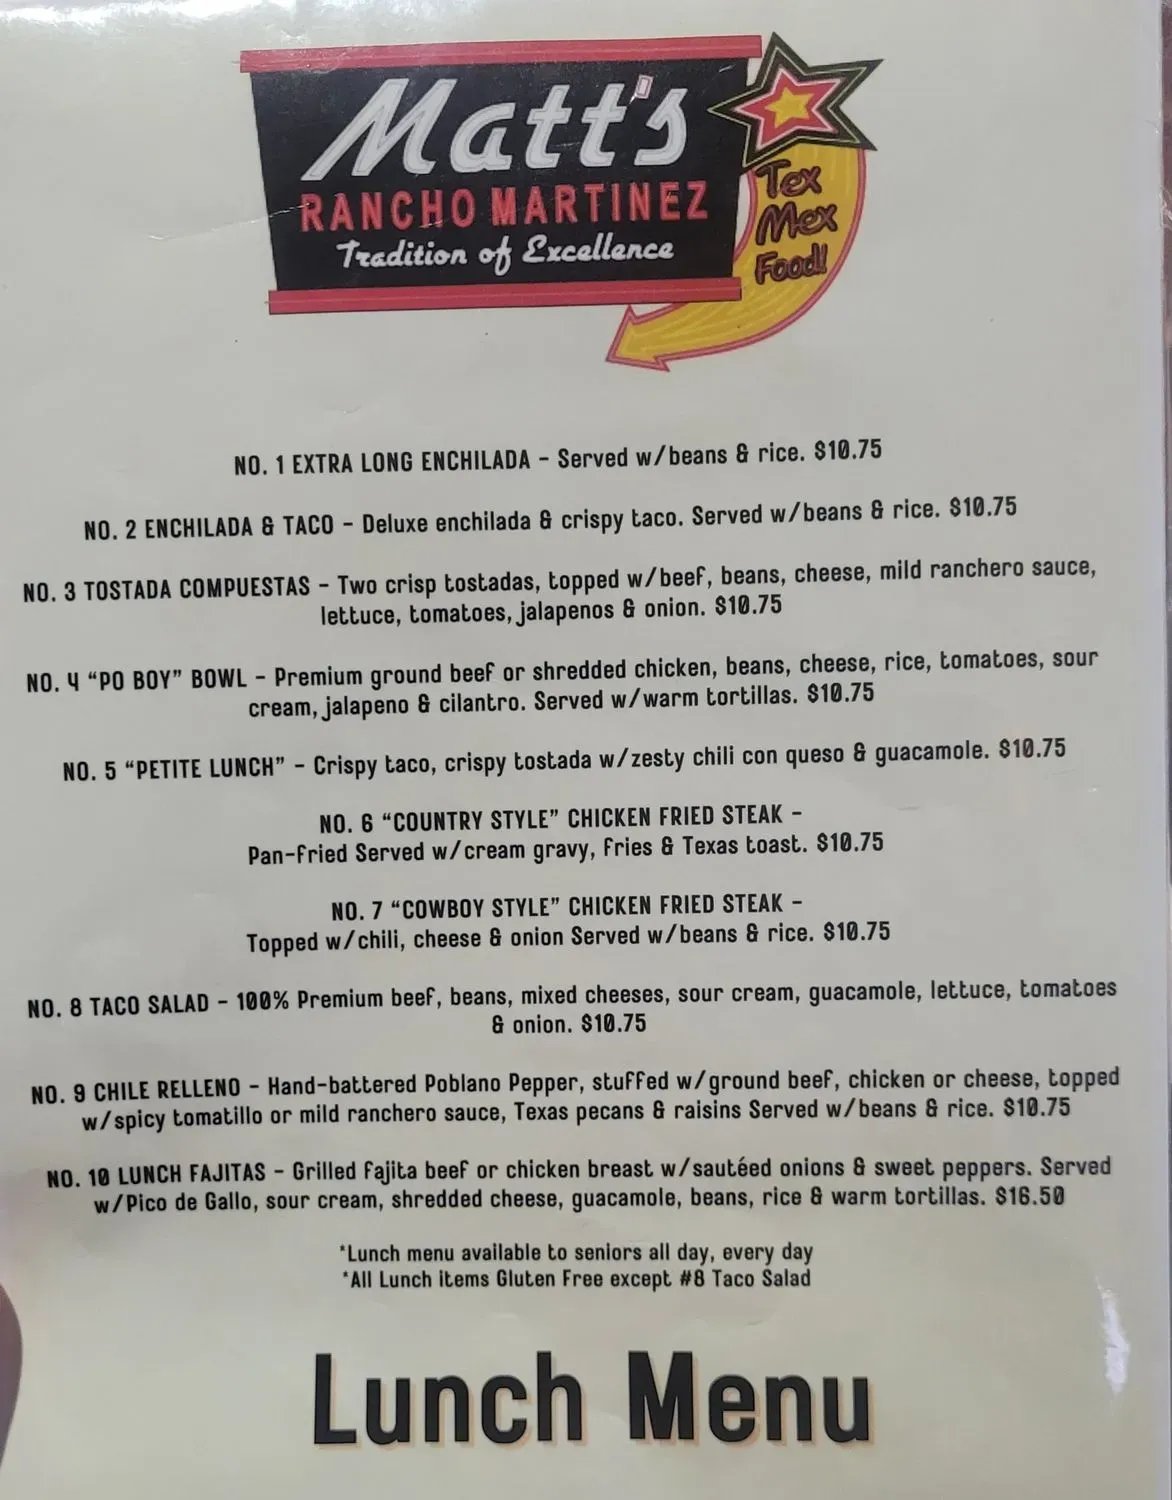 Matt's
RANCHO MARTINEZ
Tradition of Excellence
Tex
Mex
Food!
NO. 1 EXTRA LONG ENCHILADA - Served w/beans & rice. $10.75
NO. 2 ENCHILADA & TACO - Deluxe enchilada & crispy taco. Served w/beans & rice. $10.75
NO. 3 TOSTADA COMPUESTAS - Two crisp tostadas, topped w/beef, beans, cheese, mild ranchero sauce,
lettuce, tomatoes, jalapenos & onion. $10.75
NO. 4 “PO BOY” BOWL - Premium ground beef or shredded chicken, beans, cheese, rice, tomatoes, sour
cream, jalapeno & cilantro. Served w/warm tortillas. $10.75
NO. 5 “PETITE LUNCH” - Crispy taco, crispy tostada w/zesty chili con queso & guacamole. $10.75
NO. 6 “COUNTRY STYLE” CHICKEN FRIED STEAK -
Pan-fried Served w/cream gravy, fries & Texas toast. $10.75
NO. 7 “COWBOY STYLE” CHICKEN FRIED STEAK -
Topped w/chili, cheese & onion Served w/beans & rice. $10.75
NO. 8 TACO SALAD - 100% Premium beef, beans, mixed cheeses, sour cream, guacamole, lettuce, tomatoes
& onion. $10.75
NO. 9 CHILE RELLENO - Hand-battered Poblano Pepper, stuffed w/ground beef, chicken or cheese, topped
w/spicy tomatillo or mild ranchero sauce, Texas pecans & raisins Served w/beans & rice. $10.75
NO. 10 LUNCH FAJITAS - Grilled fajita beef or chicken breast w/sautéed onions & sweet peppers. Served
w/Pico de Gallo, sour cream, shredded cheese, guacamole, beans, rice & warm tortillas. $16.50
*Lunch menu available to seniors all day, every day
*All Lunch items Gluten Free except #8 Taco Salad
Lunch Menu